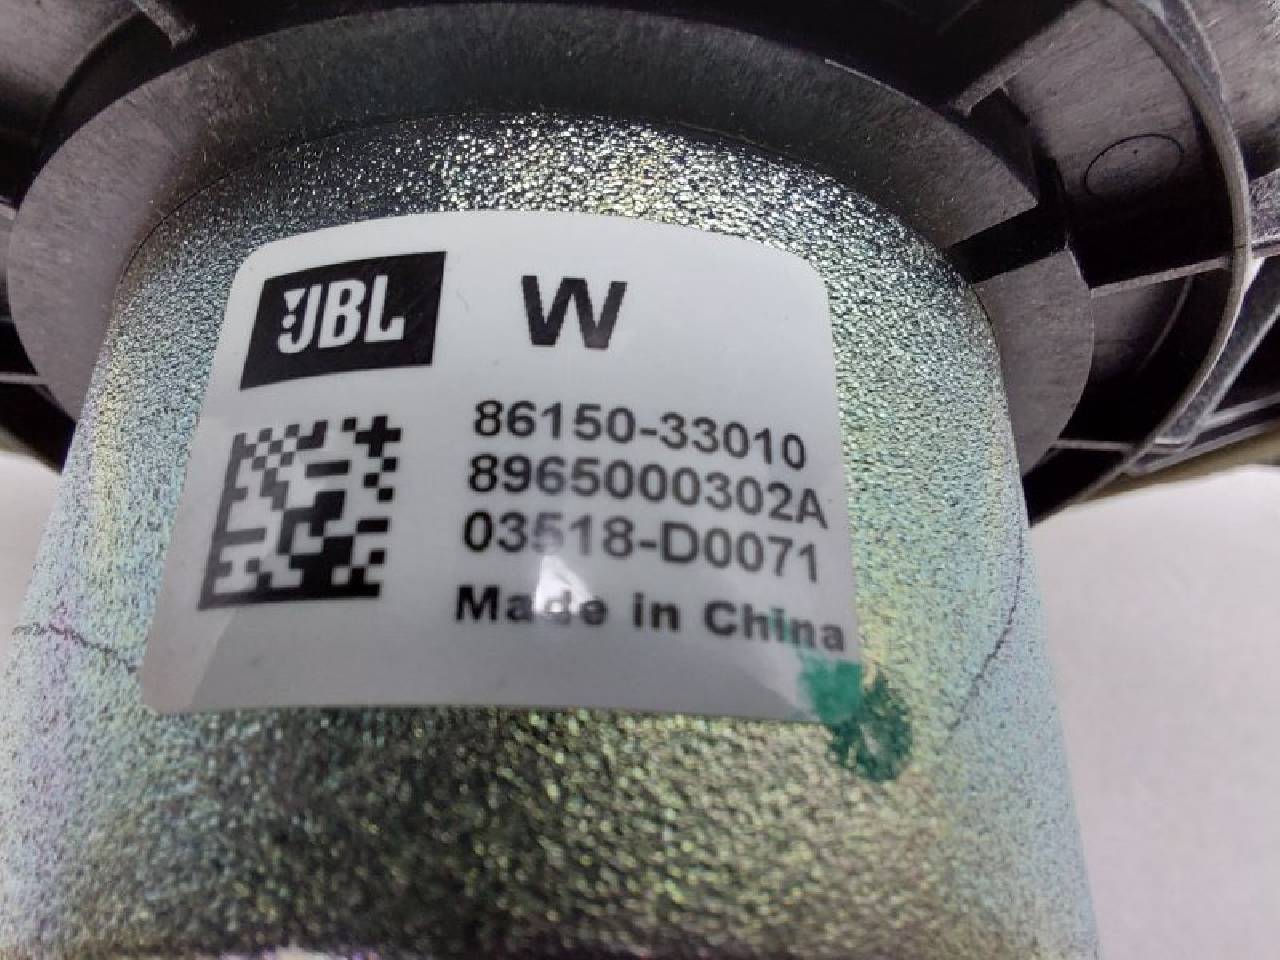 JBL W
86150-33010
8965000302A
03518-D0071
Made in China